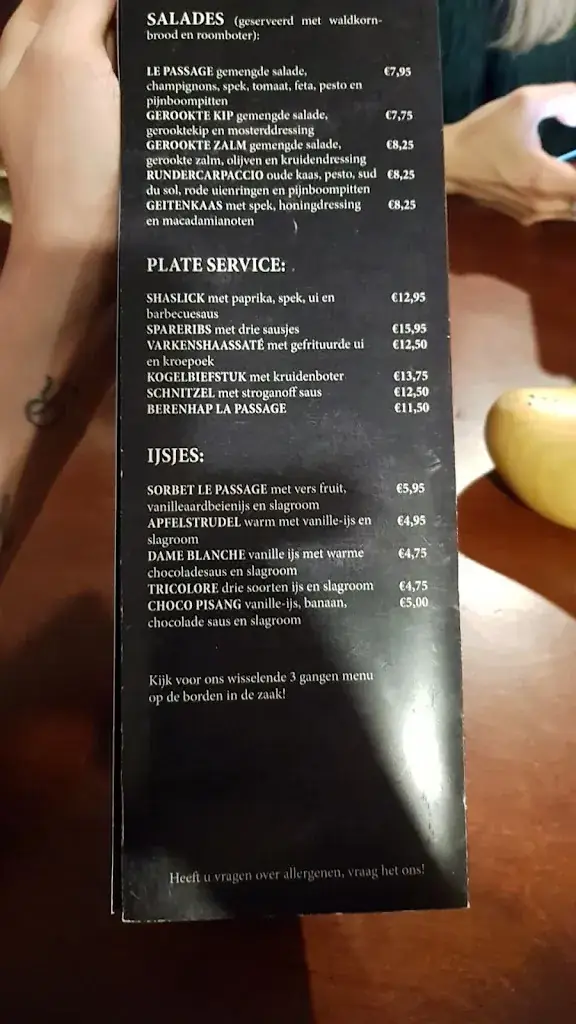 SALADES (geserveerd met waldkorn-
brood en roomboter):
LE PASSAGE gemengde salade, €7,95
champignons, spek, tomaat, feta, pesto en
pijnboompitten
GEROOKTE KIP gemengde salade, €7,75
gerooktekip en mosterddressing
GEROOKTE ZALM gemengde salade, €8,25
gerookte zalm, olijven en kruidendressing
RUNDERCARPACCIO oude kaas, pesto, sud €8,25
du sol, rode uienringen en pijnboompitten
GEITENKAAS met spek, honingdressing €8,25
en macadamianoten
PLATE SERVICE:
SHASLICK met paprika, spek, ui en €12,95
barbecuesaus
SPARERIBS met drie sausjes €15,95
VARKENSHAASSATÉ met gefrituurde ui €12,50
en kroepoek
KOGELBIEFSTUK met kruidenboter €13,75
SCHNITZEL met stroganoff saus €12,50
BERENHAP LA PASSAGE €11,50
IJSJES:
SORBET LE PASSAGE met vers fruit, €5,95
vanilleaardbeienijs en slagroom
APFELSTRUDEL warm met vanille-ijs en €4,95
slagroom
DAME BLANCHE vanille ijs met warme €4,75
chocoladesaus en slagroom
TRICOLORE drie soorten ijs en slagroom €4,75
CHOCO PISANG vanille-ijs, banaan, €5,00
chocolade saus en slagroom
Kijk voor ons wisselende 3 gangen menu
op de borden in de zaak!
Heeft u vragen over allergenen, vraag het ons!